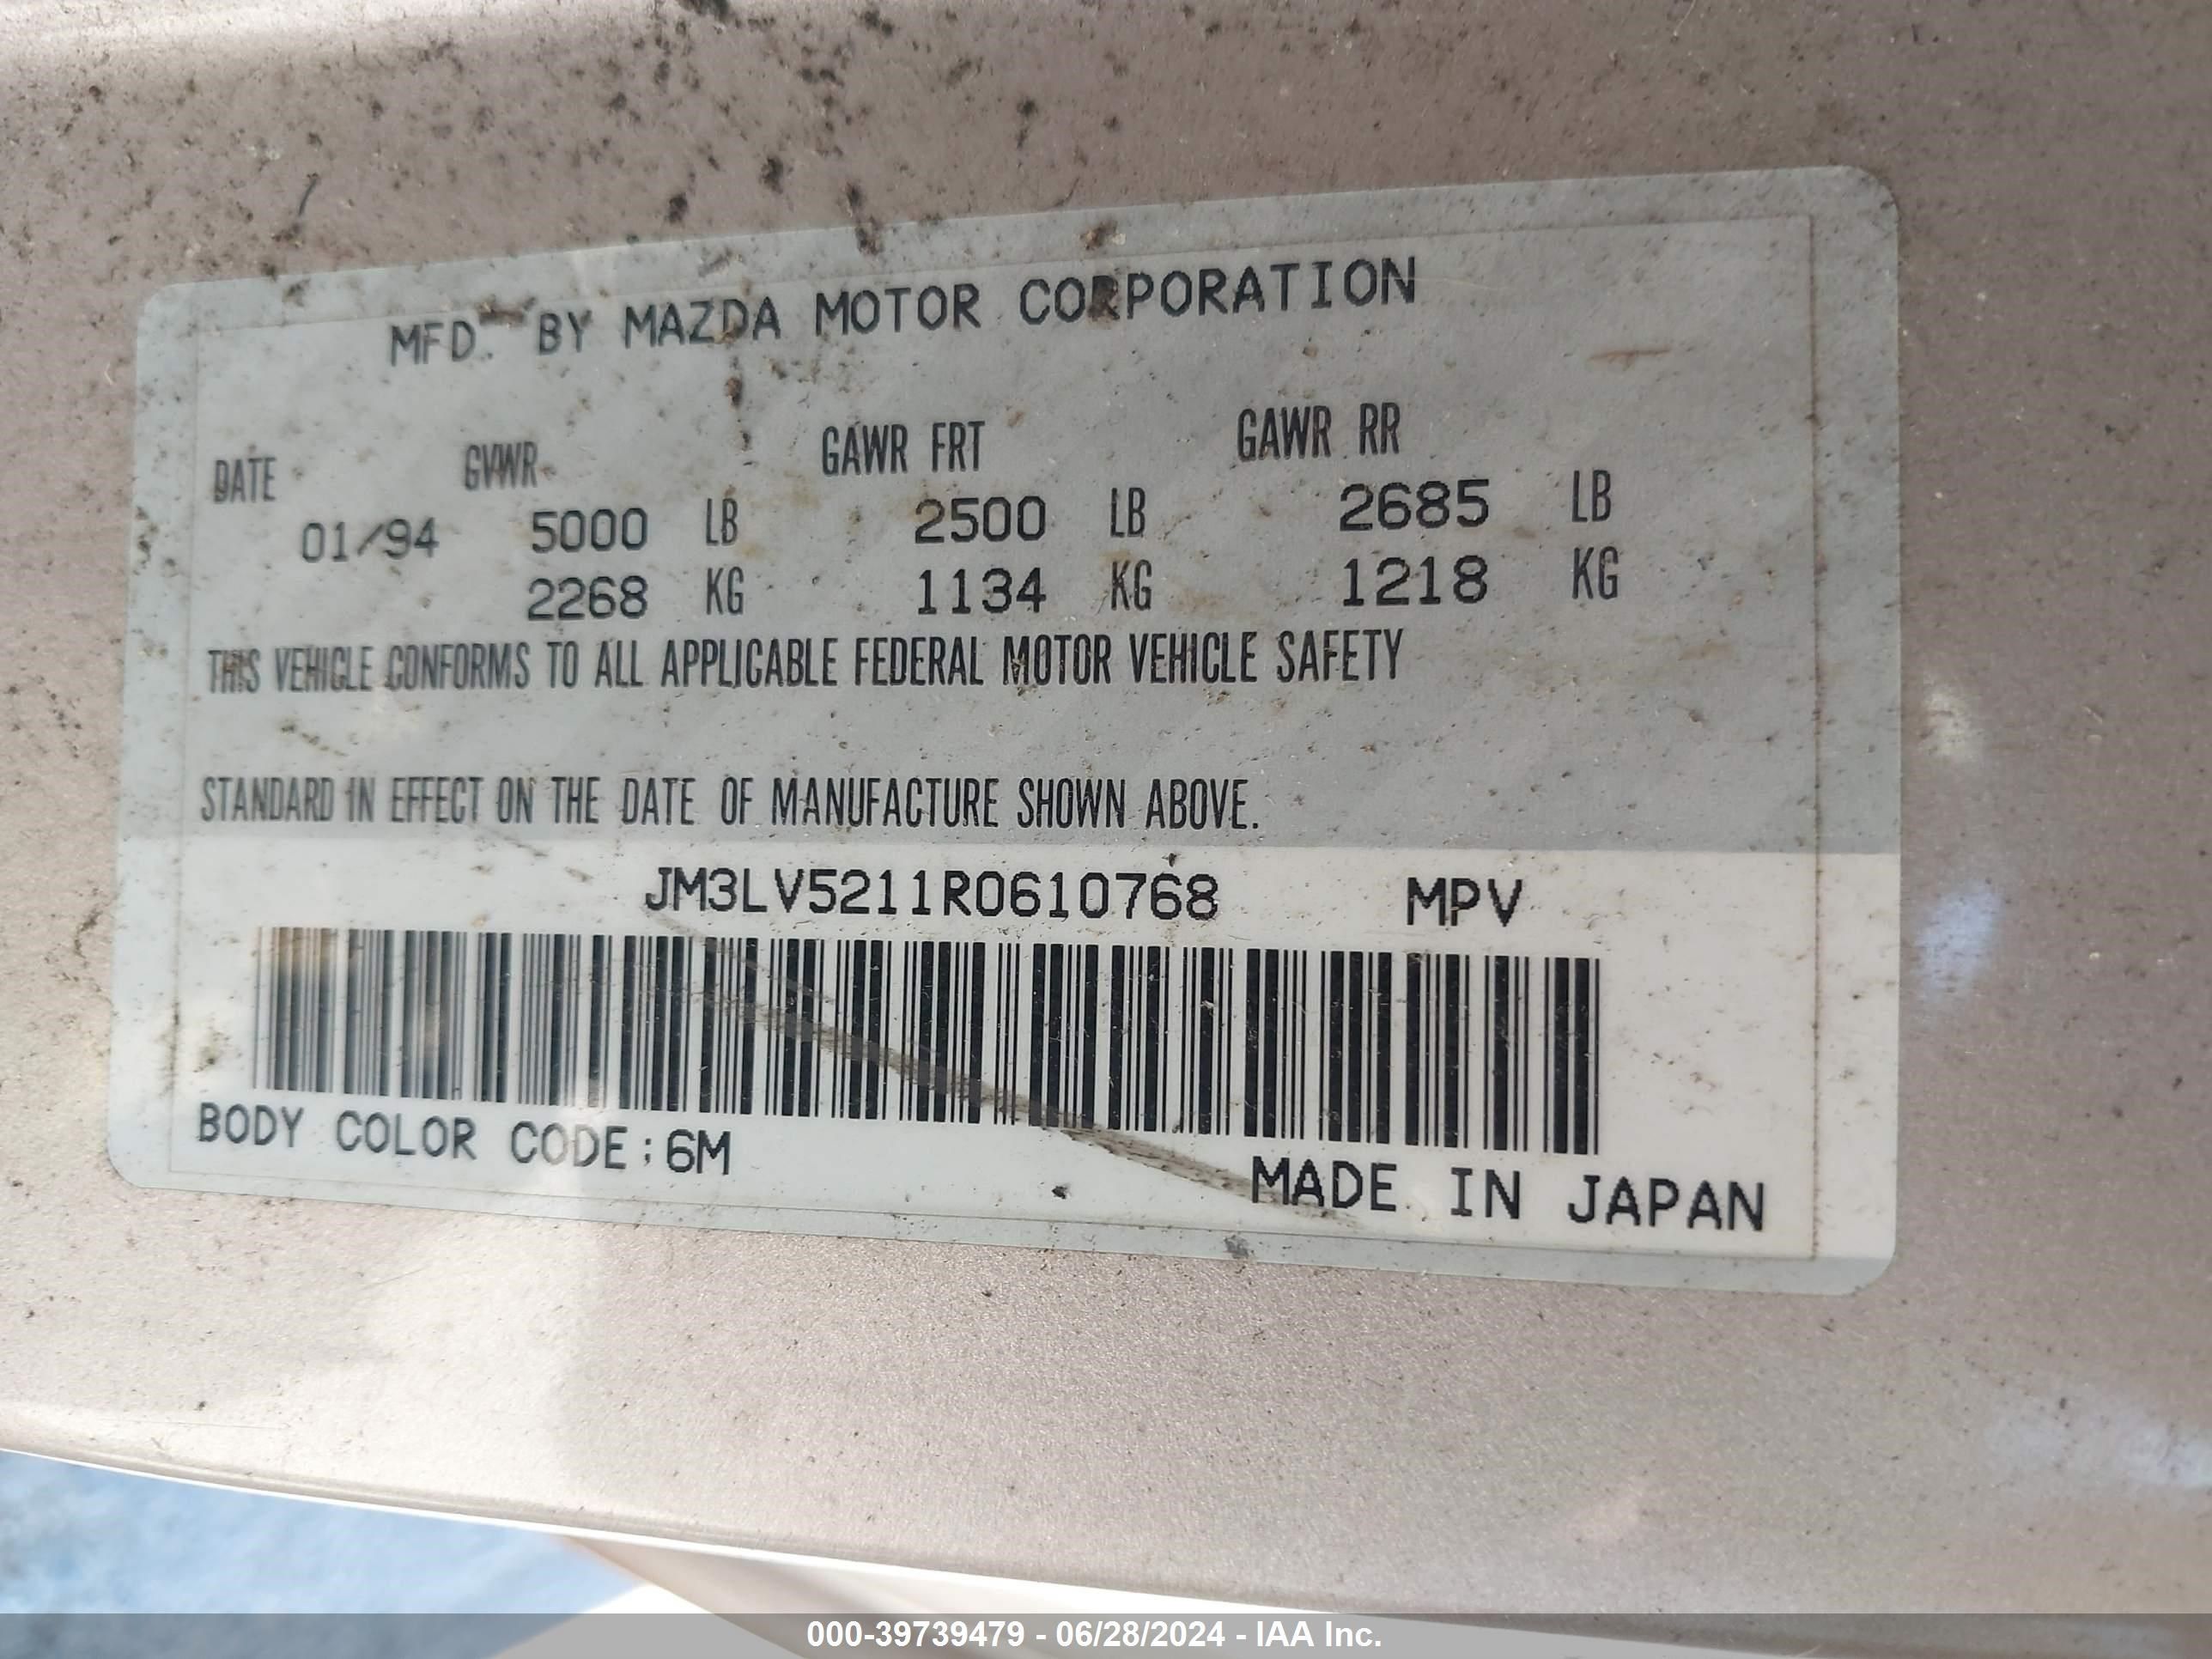 MFD. BY MAZDA MOTOR CORPORATION
DATE GVWR GAWR FRT GAWR RR
01/94 5000 LB 2500 LB 2685 LB
2268 KG 1134 KG 1218 KG
THIS VEHICLE CONFORMS TO ALL APPLICABLE FEDERAL MOTOR VEHICLE SAFETY
STANDARD IN EFFECT ON THE DATE OF MANUFACTURE SHOWN ABOVE.
JM3LV5211R0610768 MPV
BODY COLOR CODE:6M
MADE IN JAPAN
000-39739479 - 06/28/2024 - IAA Inc.